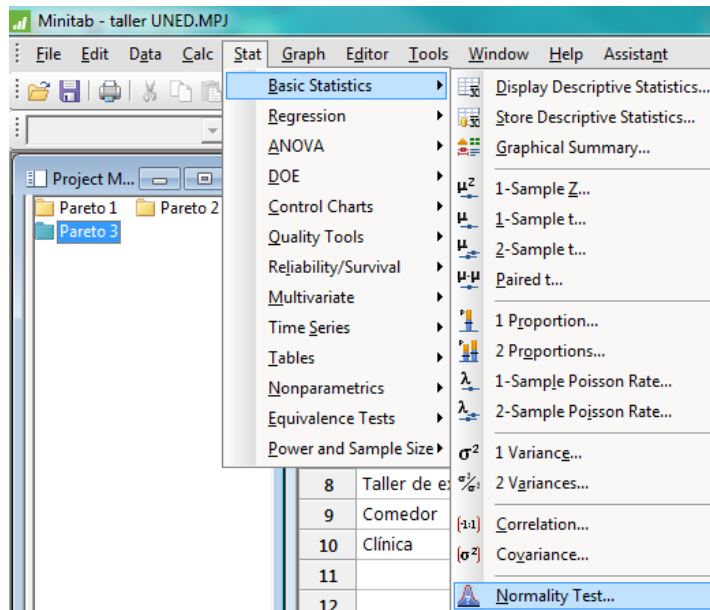 Minitab - taller UNED.MPJ
File Edit Data Calc Stat Graph Editor Tools Window Help Assistant
Basic Statistics
Regression
ANOVA
DOE
Control Charts
Quality Tools
Reliability/Survival
Multivariate
Time Series
Tables
Nonparametrics
Equivalence Tests
Power and Sample Size
Display Descriptive Statistics...
Store Descriptive Statistics...
Graphical Summary...
1-Sample Z...
1-Sample t...
2-Sample t...
Paired t...
1 Proportion...
2 Proportions...
1-Sample Poisson Rate...
2-Sample Poisson Rate...
1 Variance...
2 Variances...
Correlation...
Covariance...
Normality Test...
Project M...
Pareto 1 Pareto 2
Pareto 3
8 Taller de e
9 Comedor
10 Clínica
11
12